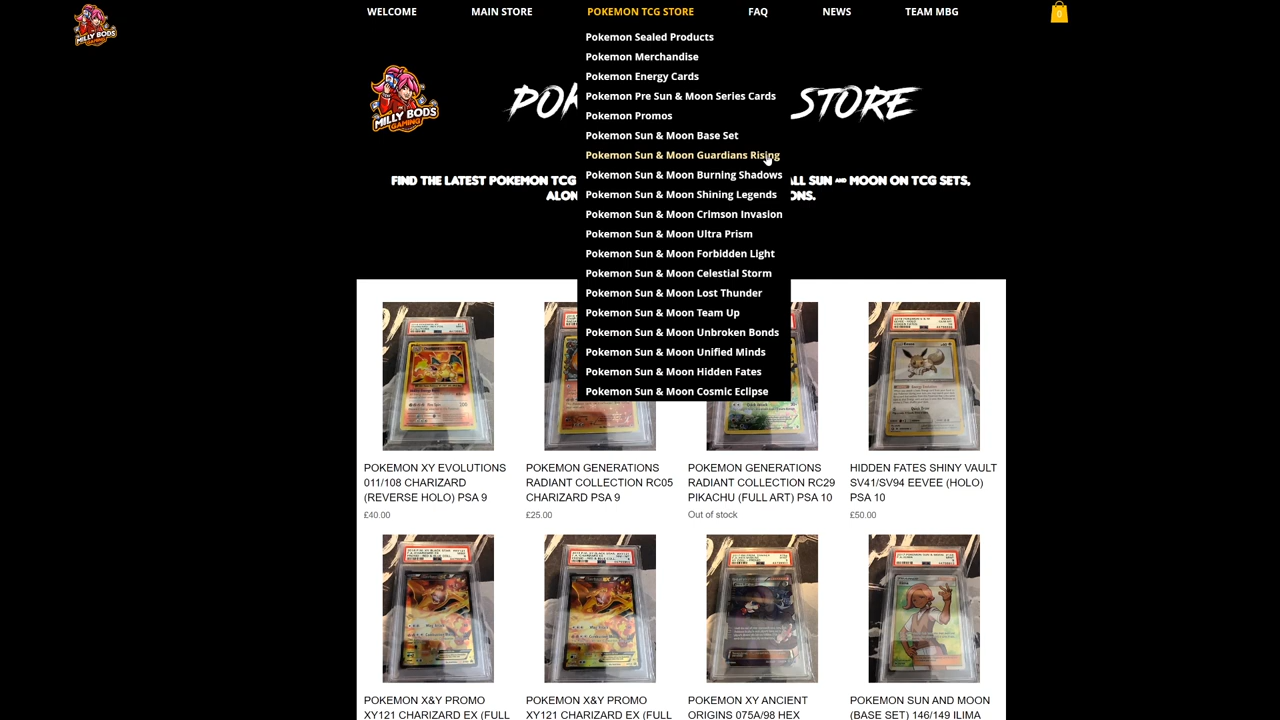 WELCOME MAIN STORE POKEMON TCG STORE FAQ NEWS TEAM MBG 0
MILLY BODS
GAMING
Pokemon Sealed Products
Pokemon Merchandise
Pokemon Energy Cards
Pokemon Pre Sun & Moon Series Cards
Pokemon Promos
Pokemon Sun & Moon Base Set
Pokemon Sun & Moon Guardians Rising
Pokemon Sun & Moon Burning Shadows
Pokemon Sun & Moon Shining Legends
Pokemon Sun & Moon Crimson Invasion
Pokemon Sun & Moon Ultra Prism
Pokemon Sun & Moon Forbidden Light
Pokemon Sun & Moon Celestial Storm
Pokemon Sun & Moon Lost Thunder
Pokemon Sun & Moon Team Up
Pokemon Sun & Moon Unbroken Bonds
Pokemon Sun & Moon Unified Minds
Pokemon Sun & Moon Hidden Fates
Pokemon Sun & Moon Cosmic Eclipse
MILLY BODS
GAMING
POK STORE
FIND THE LATEST POKEMON TCG ALL SUN AND MOON ON TCG SETS,
ALON ONS.
POKEMON XY EVOLUTIONS
011/108 CHARIZARD
(REVERSE HOLO) PSA 9
£40.00
POKEMON GENERATIONS
RADIANT COLLECTION RC05
CHARIZARD PSA 9
£25.00
POKEMON GENERATIONS
RADIANT COLLECTION RC29
PIKACHU (FULL ART) PSA 10
Out of stock
HIDDEN FATES SHINY VAULT
SV41/SV94 EEVEE (HOLO)
PSA 10
£50.00
POKEMON X&Y PROMO
XY121 CHARIZARD EX (FULL
POKEMON X&Y PROMO
XY121 CHARIZARD EX (FULL
POKEMON XY ANCIENT
ORIGINS 075A/98 HEX
POKEMON SUN AND MOON
(BASE SET) 146/149 ILIMA